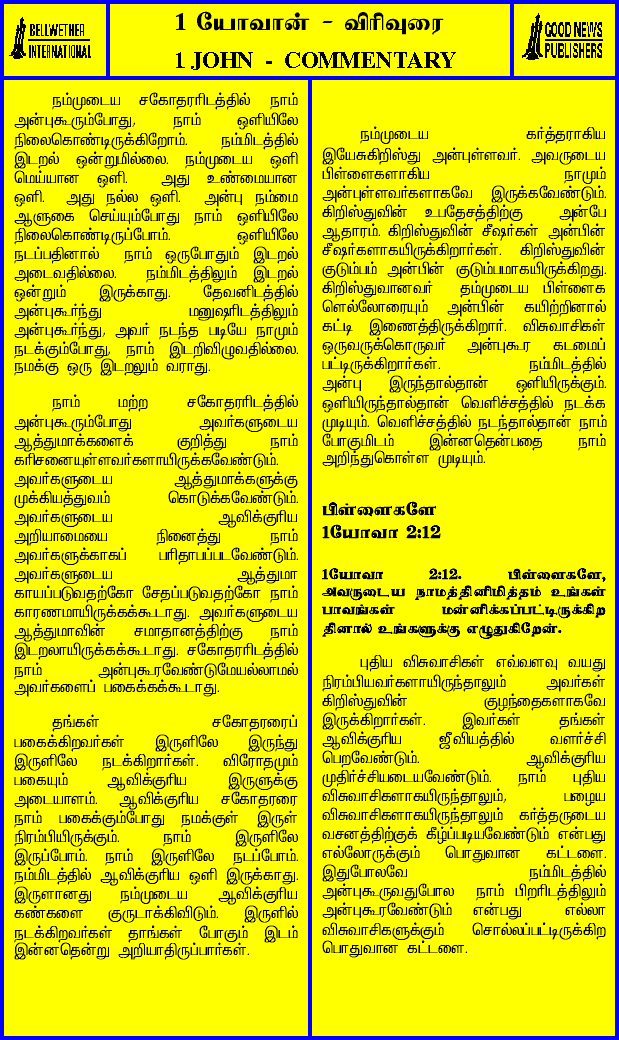 BELLWETHER
INTERNATIONAL
1 யோவான் - விரிவுரை
1 JOHN - COMMENTARY
GOOD NEWS
PUBLISHERS
நம்முடைய சகோதரரிடத்தில் நாம்
அன்புகூரும்போது, நாம் ஒளியிலே
நிலைகொண்டிருக்கிறோம். நம்மிடத்தில்
இடறல் ஒன்றுமில்லை. நம்முடைய ஒளி
மெய்யான ஒளி. அது உண்மையான
ஒளி. அது நல்ல ஒளி. அன்பு நம்மை
ஆளுகை செய்யும்போது நாம் ஒளியிலே
நிலைகொண்டிருப்போம். ஒளியிலே
நடப்பதினால் நாம் ஒருபோதும் இடறல்
அடைவதில்லை. நம்மிடத்திலும் இடறல்
ஒன்றும் இருக்காது. தேவனிடத்தில்
அன்புகூர்ந்து மனுஷரிடத்திலும்
அன்புகூர்ந்து, அவர் நடந்த படியே நாமும்
நடக்கும்போது, நாம் இடறிவிழுவதில்லை.
நமக்கு ஒரு இடறலும் வராது.
நாம் மற்ற சகோதரரிடத்தில்
அன்புகூரும்போது அவர்களுடைய
ஆத்துமாக்களைக் குறித்து நாம்
கரிசனையுள்ளவர்களாயிருக்கவேண்டும்.
அவர்களுடைய ஆத்துமாக்களுக்கு
முக்கியத்துவம் கொடுக்கவேண்டும்.
அவர்களுடைய ஆவிக்குரிய
அறியாமையை நினைத்து நாம்
அவர்களுக்காகப் பரிதாபப்படவேண்டும்.
அவர்களுடைய ஆத்துமா
காயப்படுவதற்கோ சேதப்படுவதற்கோ நாம்
காரணமாயிருக்கக்கூடாது. அவர்களுடைய
ஆத்துமாவின் சமாதானத்திற்கு நாம்
இடறலாயிருக்கக்கூடாது. சகோதரரிடத்தில்
நாம் அன்புகூரவேண்டுமேயல்லாமல்
அவர்களைப் பகைக்கக்கூடாது.
தங்கள் சகோதரரைப்
பகைக்கிறவர்கள் இருளிலே இருந்து
இருளிலே நடக்கிறார்கள். விரோதமும்
பகையும் ஆவிக்குரிய இருளுக்கு
அடையாளம். ஆவிக்குரிய சகோதரரை
நாம் பகைக்கும்போது நமக்குள் இருள்
நிரம்பியிருக்கும். நாம் இருளிலே
இருப்போம். நாம் இருளிலே நடப்போம்.
நம்மிடத்தில் ஆவிக்குரிய ஒளி இருக்காது.
இருளானது நம்முடைய ஆவிக்குரிய
கண்களை குருடாக்கிவிடும். இருளில்
நடக்கிறவர்கள் தாங்கள் போகும் இடம்
இன்னதென்று அறியாதிருப்பார்கள்.
நம்முடைய கர்த்தராகிய
இயேசுகிறிஸ்து அன்புள்ளவர். அவருடைய
பிள்ளைகளாகிய நாமும்
அன்புள்ளவர்களாகவே இருக்கவேண்டும்.
கிறிஸ்துவின் உபதேசத்திற்கு அன்பே
ஆதாரம். கிறிஸ்துவின் சீஷர்கள் அன்பின்
சீஷர்களாகயிருக்கிறார்கள். கிறிஸ்துவின்
குடும்பம் அன்பின் குடும்பமாகயிருக்கிறது.
கிறிஸ்துவானவர் தம்முடைய பிள்ளைக
ளெல்லோரையும் அன்பின் கயிற்றினால்
கட்டி இணைத்திருக்கிறார். விசுவாசிகள்
ஒருவருக்கொருவர் அன்புகூர கடமைப்
பட்டிருக்கிறார்கள். நம்மிடத்தில்
அன்பு இருந்தால்தான் ஒளியிருக்கும்.
ஒளியிருந்தால்தான் வெளிச்சத்தில் நடக்க
முடியும். வெளிச்சத்தில் நடந்தால்தான் நாம்
போகுமிடம் இன்னதென்பதை நாம்
அறிந்துகொள்ள முடியும்.
பிள்ளைகளே
1யோவா 2:12
1யோவா 2:12. பிள்ளைகளே,
அவருடைய நாமத்தினிமித்தம் உங்கள்
பாவங்கள் மன்னிக்கப்பட்டிருக்கிற
தினால் உங்களுக்கு எழுதுகிறேன்.
புதிய விசுவாசிகள் எவ்வளவு வயது
நிரம்பியவர்களாயிருந்தாலும் அவர்கள்
கிறிஸ்துவின் குழந்தைகளாகவே
இருக்கிறார்கள். இவர்கள் தங்கள்
ஆவிக்குரிய ஜீவியத்தில் வளர்ச்சி
பெறவேண்டும். ஆவிக்குரிய
முதிர்ச்சியடையவேண்டும். நாம் புதிய
விசுவாசிகளாகயிருந்தாலும், பழைய
விசுவாசிகளாகயிருந்தாலும் கர்த்தருடைய
வசனத்திற்குக் கீழ்ப்படியவேண்டும் என்பது
எல்லோருக்கும் பொதுவான கட்டளை.
இதுபோலவே நம்மிடத்தில்
அன்புகூருவதுபோல நாம் பிறரிடத்திலும்
அன்புகூரவேண்டும் என்பது எல்லா
விசுவாசிகளுக்கும் சொல்லப்பட்டிருக்கிற
பொதுவான கட்டளை.